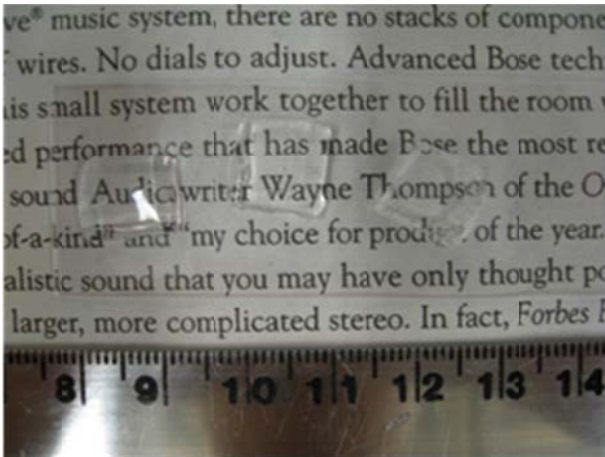 ve® music system, there are no stacks of compone
wires. No dials to adjust. Advanced Bose tech
is small system work together to fill the room
ed performance that has made Bose the most re
sound Audio writer Wayne Thompson of the O
of-a-kind" and "my choice for product of the year.
alistic sound that you may have only thought po
larger, more complicated stereo. In fact, Forbes
8 9 10 11 12 13 14